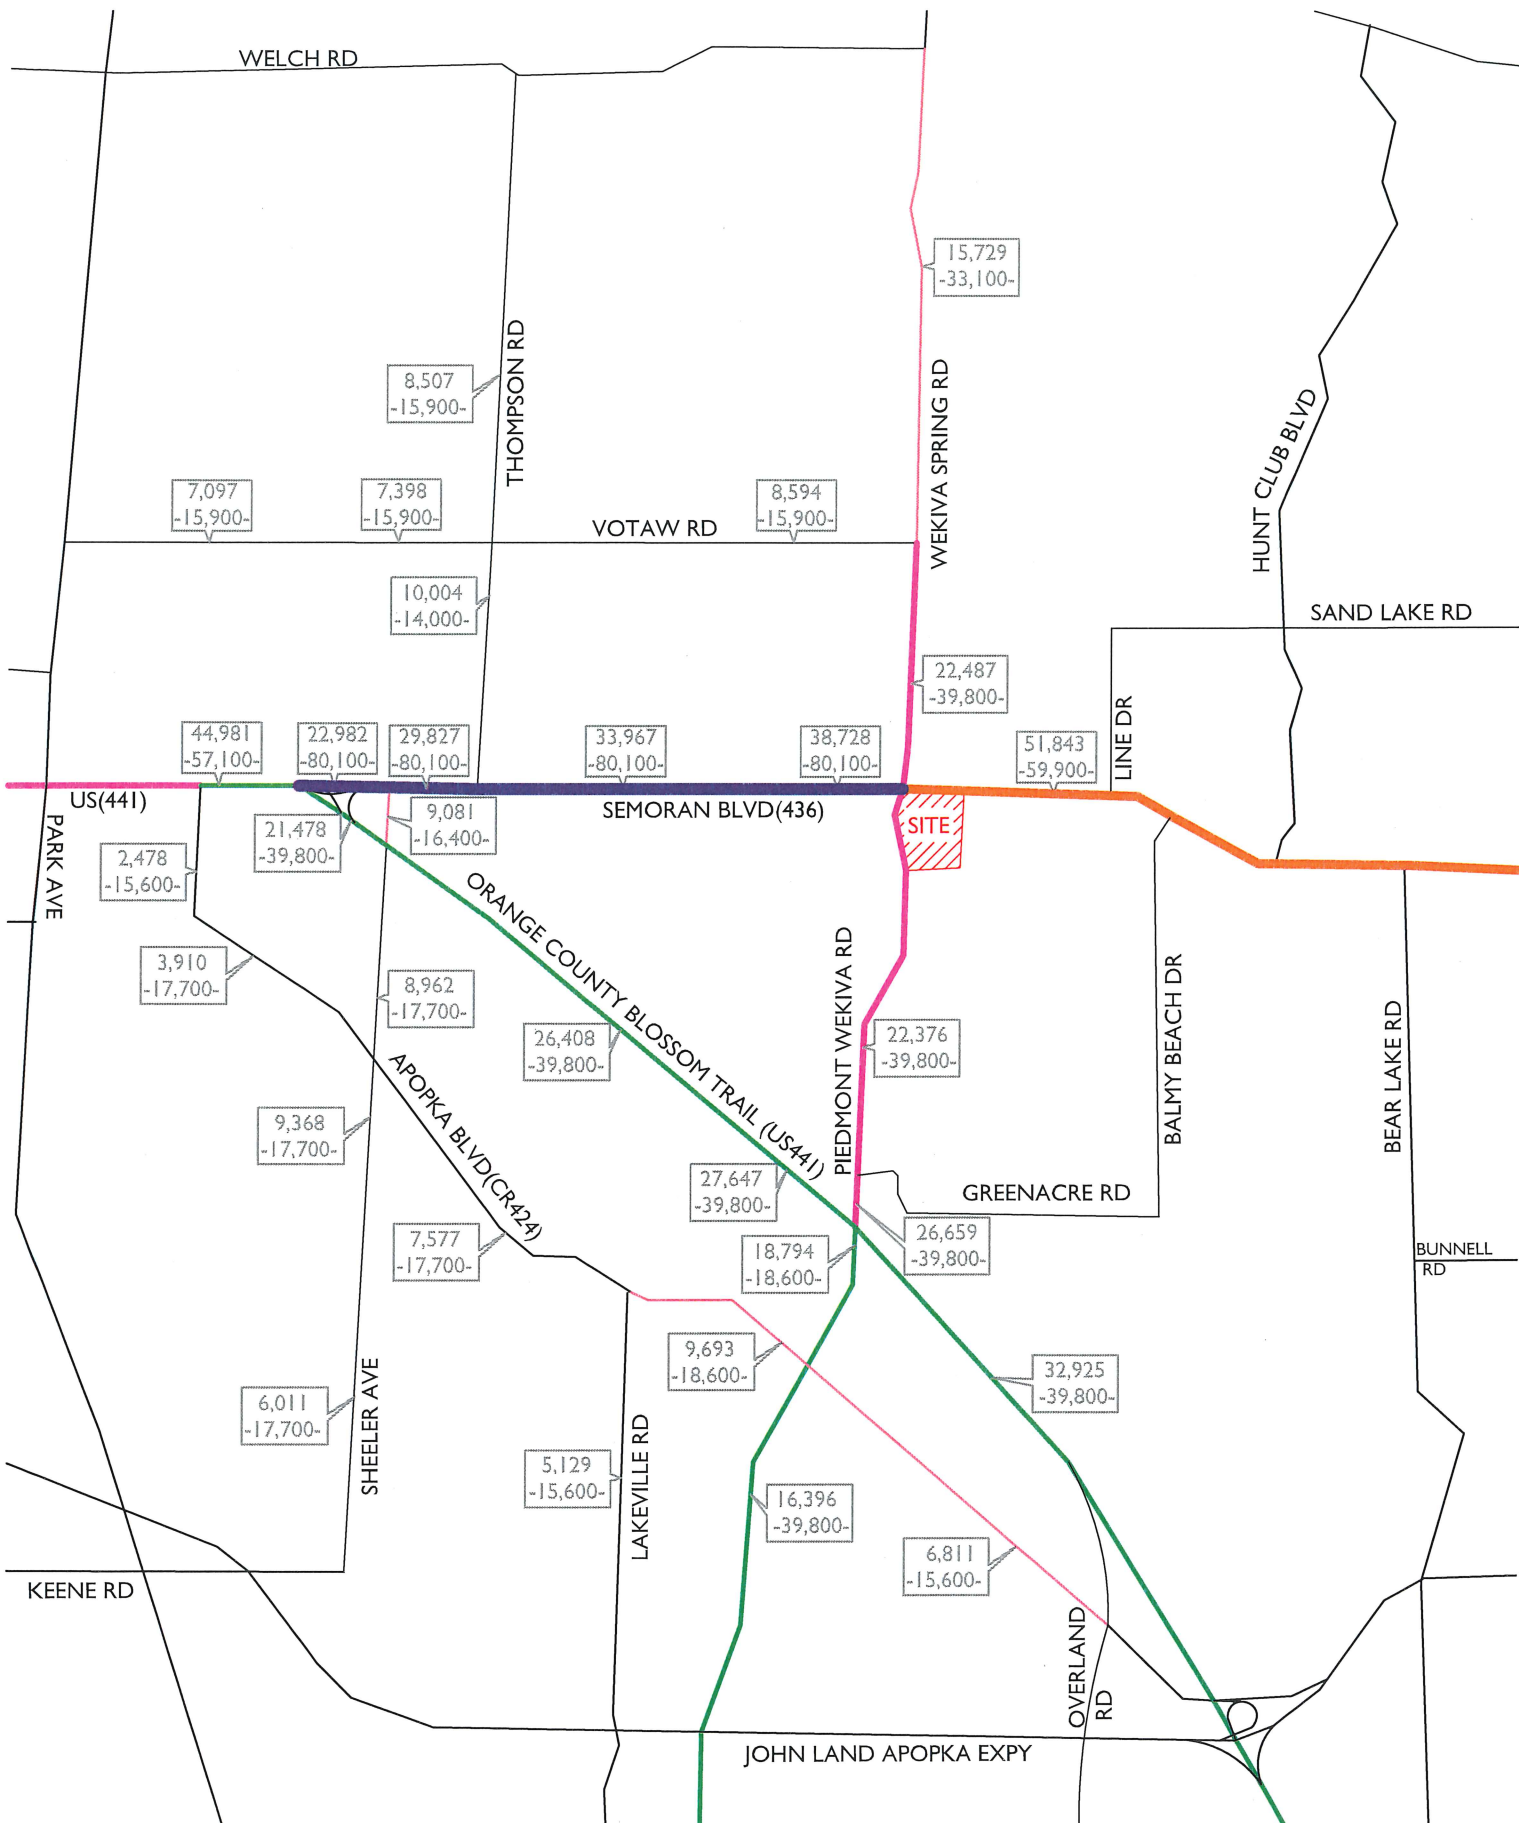 WELCH RD
15,729
-33,100-
THOMPSON RD
8,507
-15,900-
WEKIVA SPRING RD
HUNT CLUB BLVD
7,097
-15,900-
7,398
-15,900-
8,594
-15,900-
VOTAW RD
10,004
-14,000-
SAND LAKE RD
22,487
-39,800-
LINE DR
44,981
-57,100-
22,982
-80,100-
29,827
-80,100-
33,967
-80,100-
38,728
-80,100-
51,843
-59,900-
US(441)
SEMORAN BLVD(436)
9,081
-16,400-
SITE
21,478
-39,800-
PARK AVE
2,478
-15,600-
ORANGE COUNTY BLOSSOM TRAIL (US441)
3,910
-17,700-
8,962
-17,700-
PIEDMONT WEKIVA RD
BALMY BEACH DR
BEAR LAKE RD
26,408
-39,800-
22,376
-39,800-
APOPKA BLVD(CR424)
9,368
-17,700-
27,647
-39,800-
GREENACRE RD
7,577
-17,700-
18,794
-18,600-
26,659
-39,800-
BUNNELL
RD
9,693
-18,600-
32,925
-39,800-
SHEELER AVE
6,011
-17,700-
LAKEVILLE RD
5,129
-15,600-
16,396
-39,800-
6,811
-15,600-
KEENE RD
OVERLAND
RD
JOHN LAND APOPKA EXPY